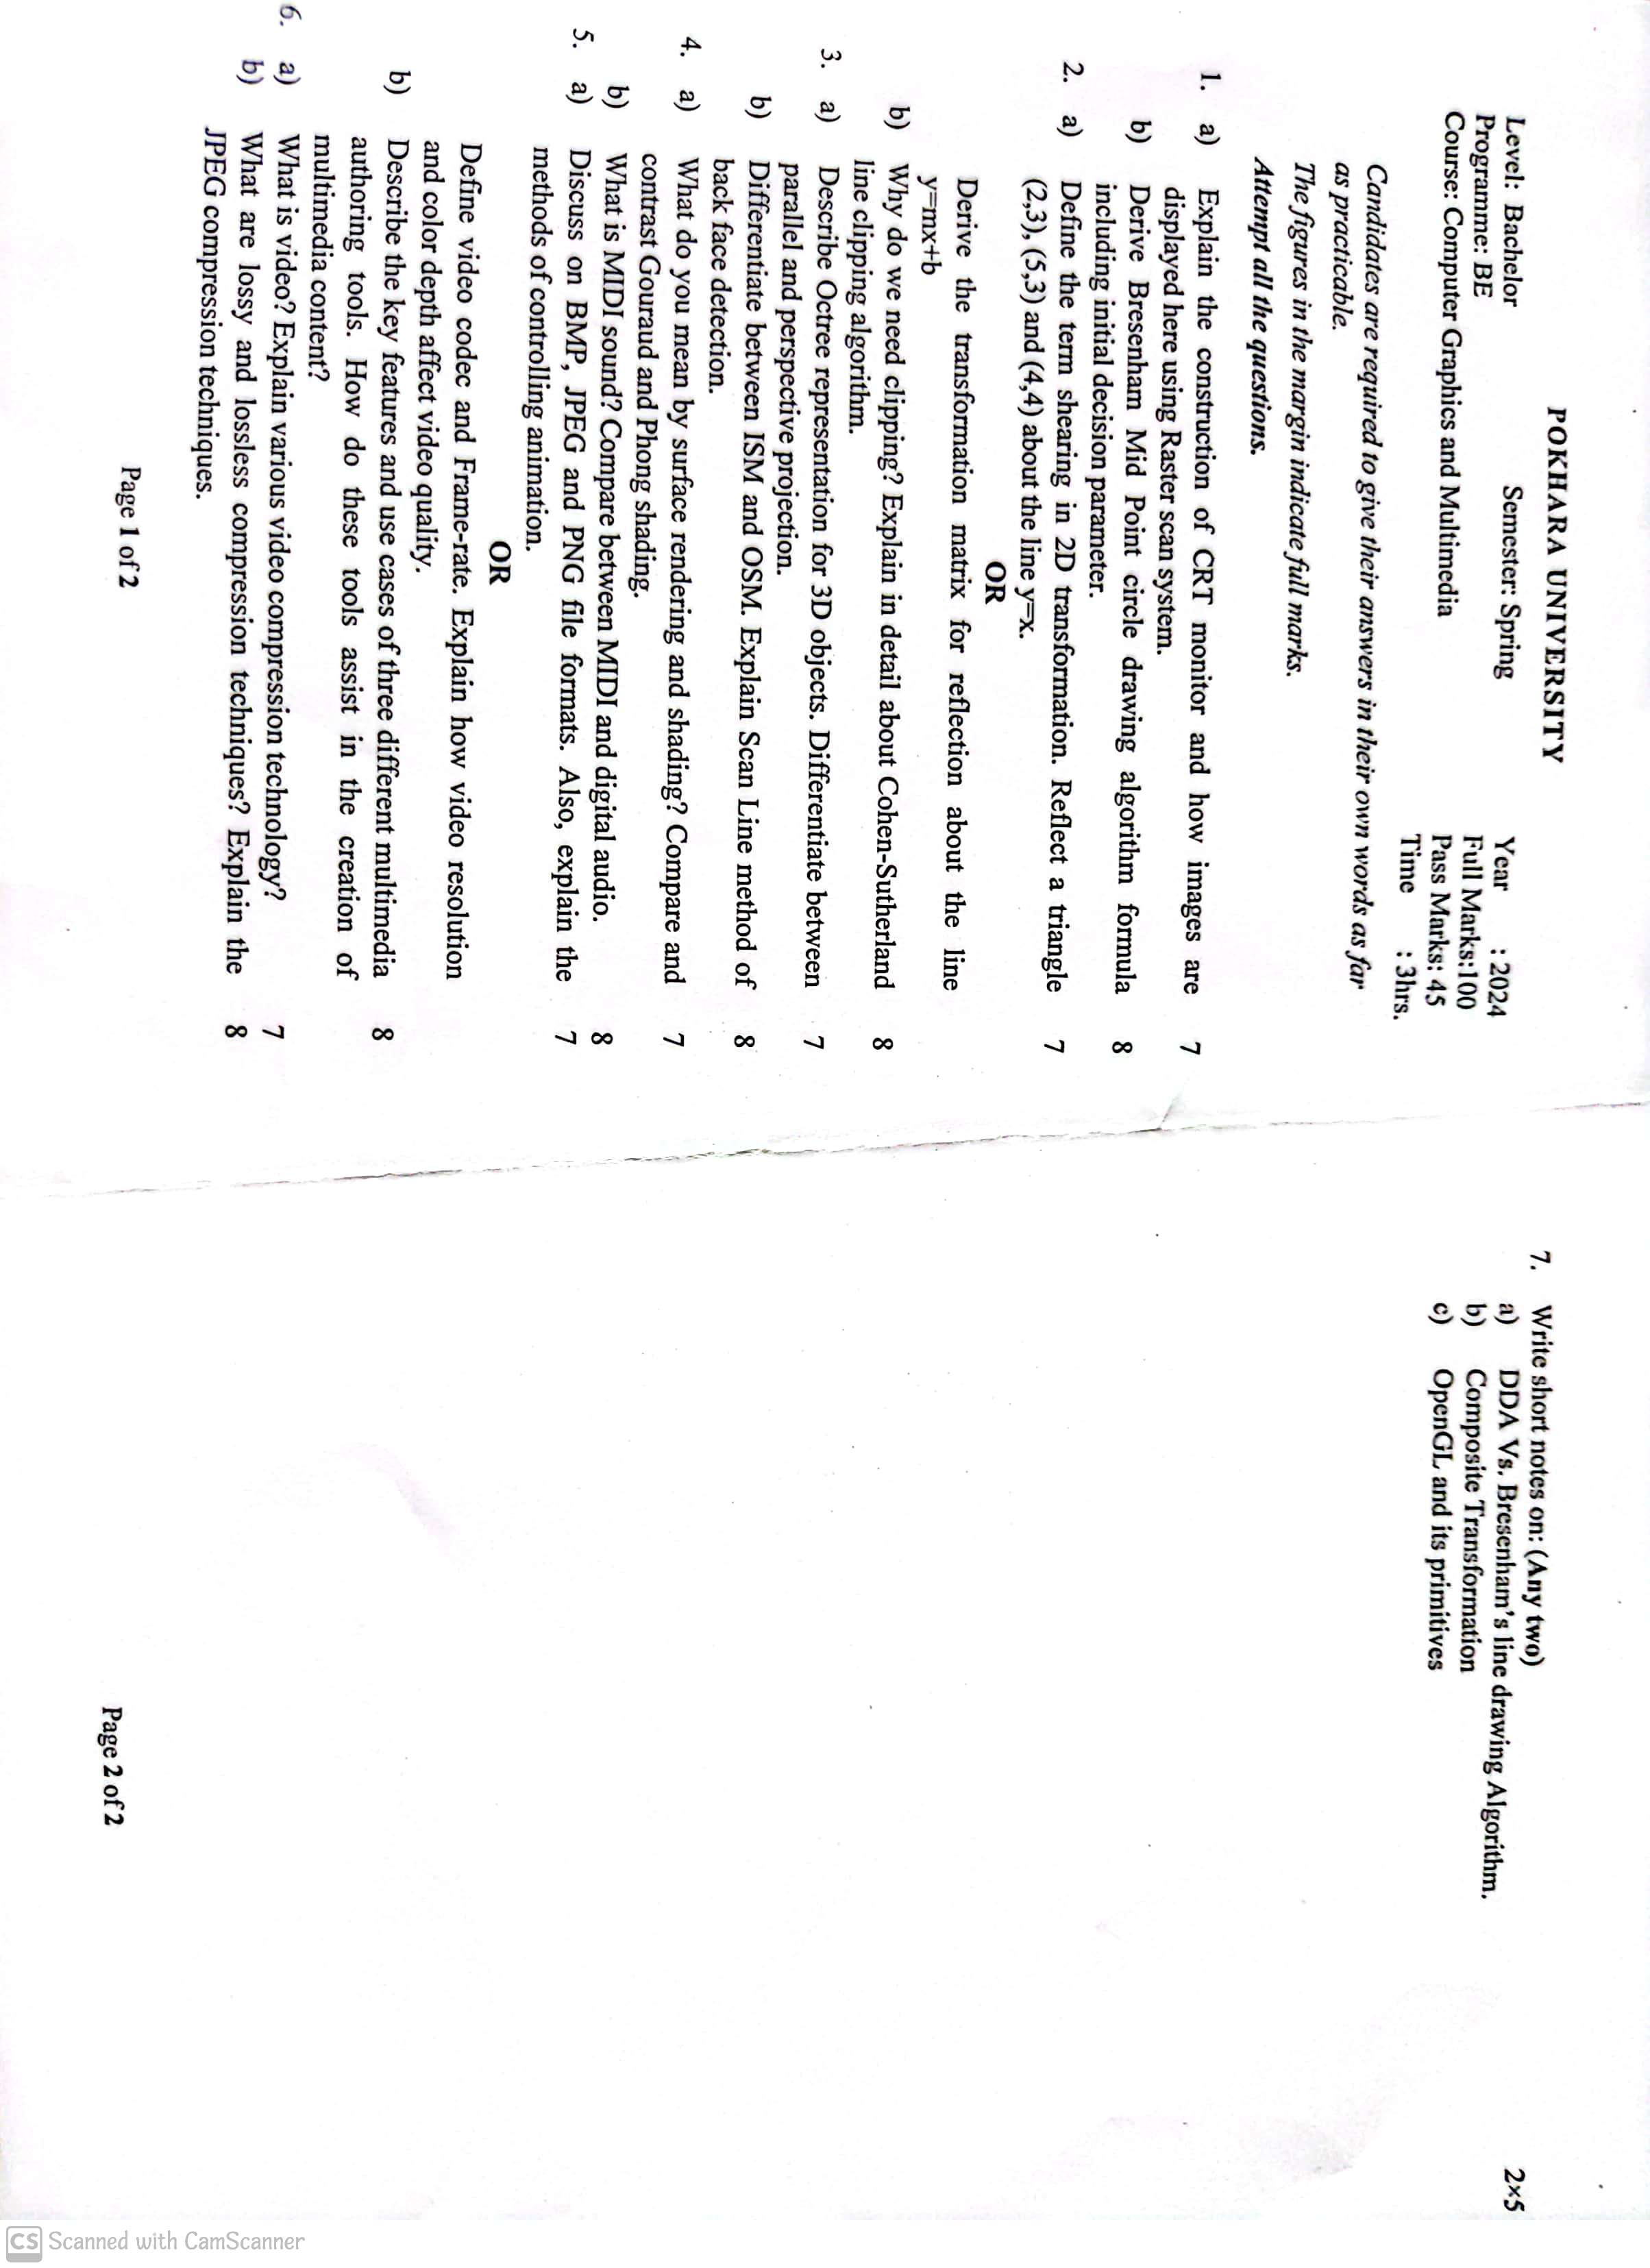 POKHARA UNIVERSITY
Level: Bachelor Semester: Spring Year : 2024
Programme: BE Full Marks:100
Course: Computer Graphics and Multimedia Pass Marks: 45
Time : 3hrs.
Candidates are required to give their answers in their own words as far
as practicable.
The figures in the margin indicate full marks.
Attempt all the questions.
1. a) Explain the construction of CRT monitor and how images are 7
displayed here using Raster scan system.
b) Derive Bresenham Mid Point circle drawing algorithm formula 8
including initial decision parameter.
2. a) Define the term shearing in 2D transformation. Reflect a triangle 7
(2,3), (5,3) and (4,4) about the line y=x.
OR
Derive the transformation matrix for reflection about the line
y=mx+b
b) Why do we need clipping? Explain in detail about Cohen-Sutherland 8
line clipping algorithm.
3. a) Describe Octree representation for 3D objects. Differentiate between 7
parallel and perspective projection.
b) Differentiate between ISM and OSM. Explain Scan Line method of 8
back face detection.
4. a) What do you mean by surface rendering and shading? Compare and 7
contrast Gouraud and Phong shading.
b) What is MIDI sound? Compare between MIDI and digital audio. 8
5. a) Discuss on BMP, JPEG and PNG file formats. Also, explain the 7
methods of controlling animation.
OR
Define video codec and Frame-rate. Explain how video resolution
and color depth affect video quality.
b) Describe the key features and use cases of three different multimedia 8
authoring tools. How do these tools assist in the creation of
multimedia content?
6. a) What is video? Explain various video compression technology? 7
b) What are lossy and lossless compression techniques? Explain the 8
JPEG compression techniques.
Page 1 of 2
7. Write short notes on: (Any two) 2×5
a) DDA Vs. Bresenham's line drawing Algorithm.
b) Composite Transformation
c) OpenGL and its primitives
Page 2 of 2
CS Scanned with CamScanner